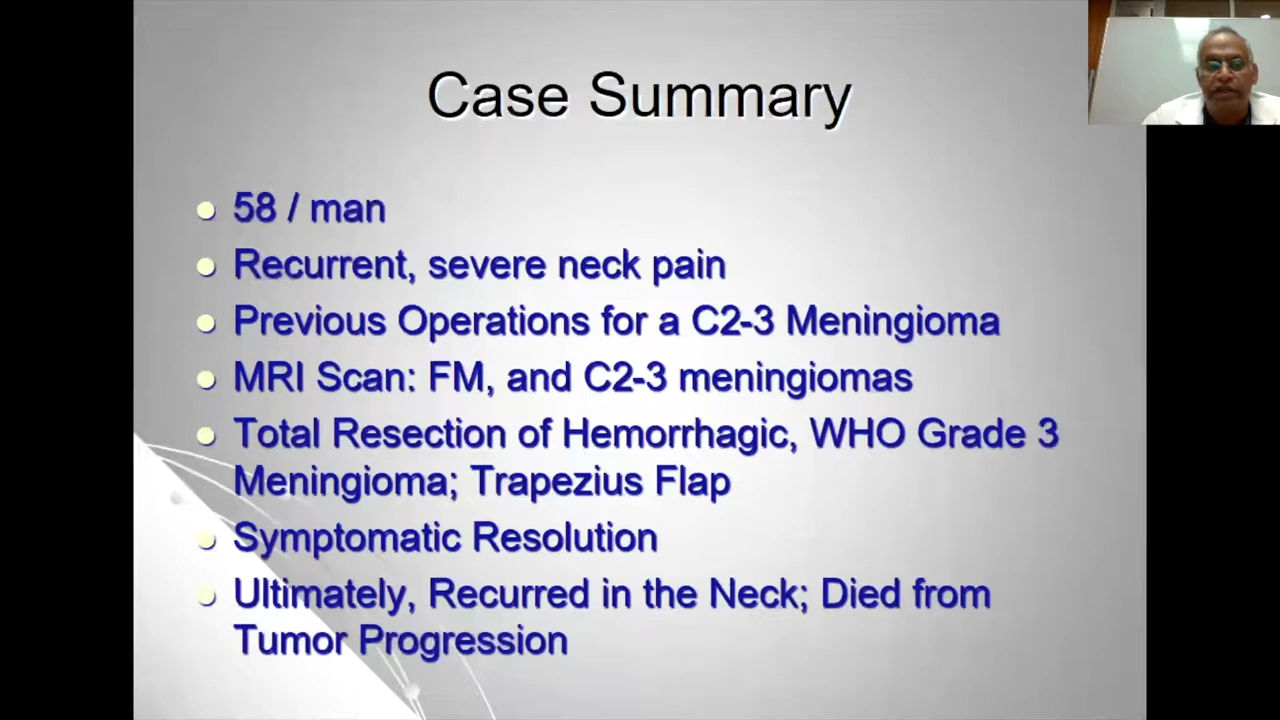 Case Summary
58 / man
Recurrent, severe neck pain
Previous Operations for a C2-3 Meningioma
MRI Scan: FM, and C2-3 meningiomas
Total Resection of Hemorrhagic, WHO Grade 3
Meningioma; Trapezius Flap
Symptomatic Resolution
Ultimately, Recurred in the Neck; Died from
Tumor Progression